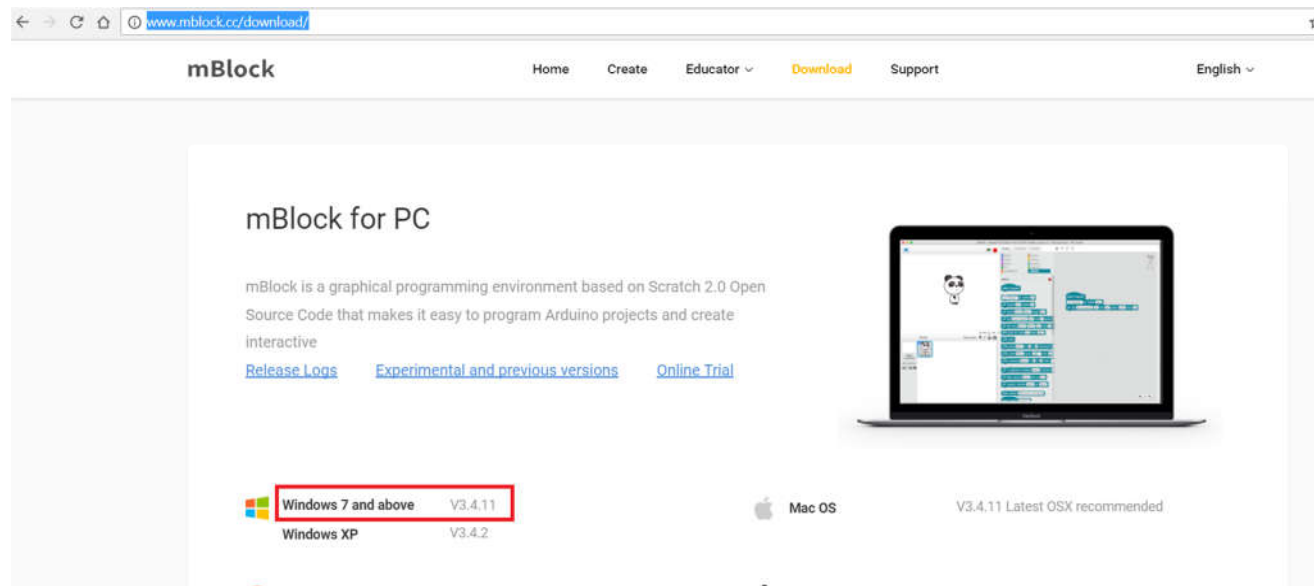 www.mblock.cc/download/
mBlock Home Create Educator Download Support English
mBlock for PC
mBlock is a graphical programming environment based on Scratch 2.0 Open
Source Code that makes it easy to program Arduino projects and create
interactive
Release Logs Experimental and previous versions Online Trial
Windows 7 and above V3.4.11
Mac OS V3.4.11 Latest OSX recommended
Windows XP V3.4.2